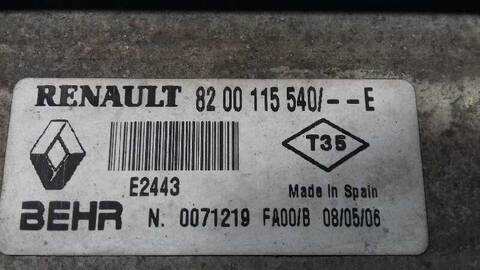 RENAULT 82 00 115 540/--E
T35
E2443
Made in Spain
BEHR N. 0071219 FA00/B 08/05/06